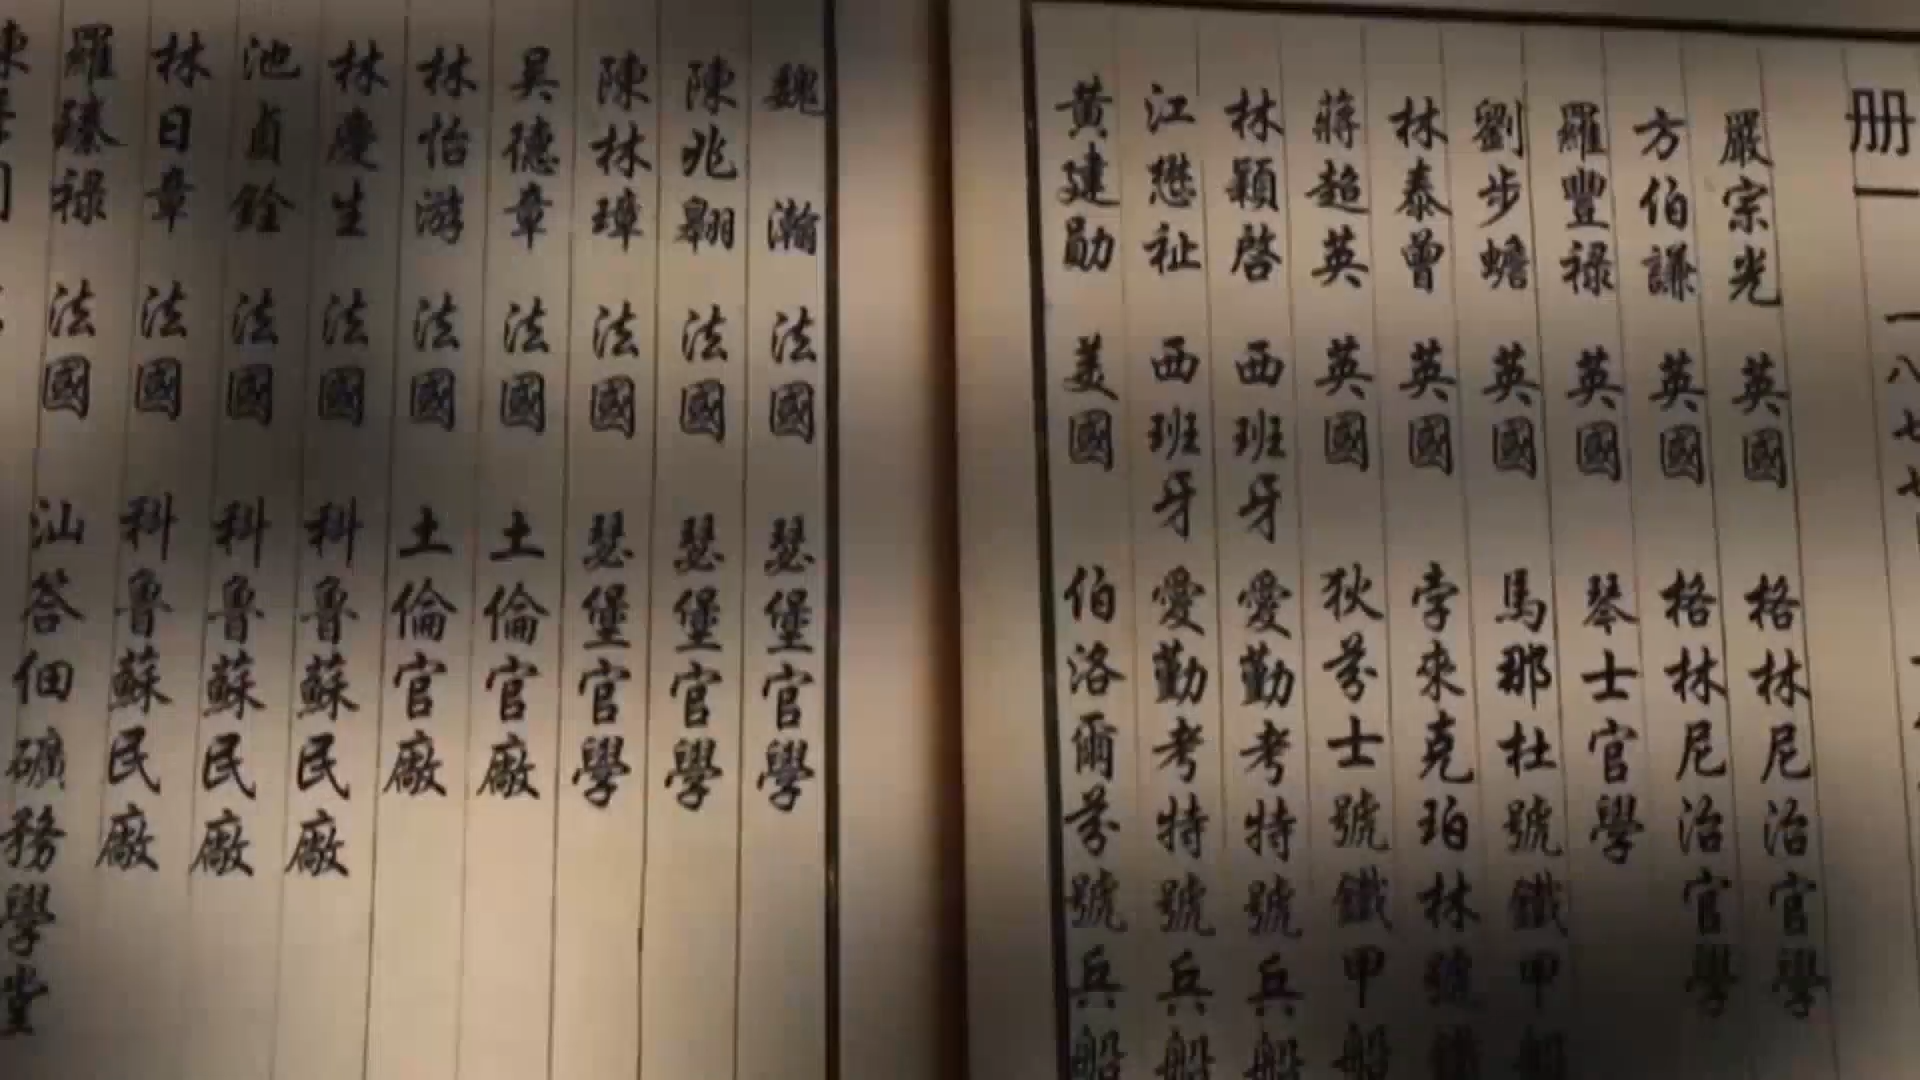 册一
一八七七
嚴宗光 英國 格林尼治官學
方伯謙 英國 格林尼治官學
羅豐祿 英國 琴士官學
劉步蟾 英國 馬那杜號鐵甲船
林泰曾 英國 孛來克珀林號鐵
蔣超英 英國 狄芬士號鐵甲船
林穎啓 西班牙 愛勤考特號兵船
江懋祉 西班牙 愛勤考特號兵船
黃建勛 美國 伯洛爾芬號兵船
魏 瀚 法國 瑟堡官學
陳兆翱 法國 瑟堡官學
陳林璋 法國 瑟堡官學
吳德章 法國 土倫官廠
林怡游 法國 土倫官廠
林慶生 法國 科魯蘇民廠
池貞銓 法國 科魯蘇民廠
林日章 法國 科魯蘇民廠
羅臻祿 法國 汕答佃礦務學堂